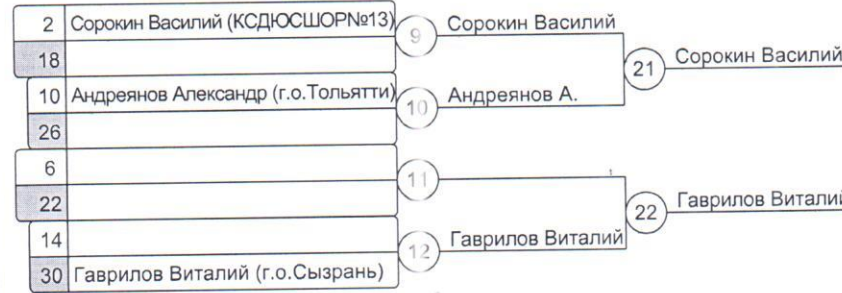 2 Сорокин Василий (КСДЮСШОР№13)
18
9 Сорокин Василий
21 Сорокин Василий
10 Андреянов Александр (г.о.Тольятти)
26
10 Андреянов А.
6
22
11
22 Гаврилов Виталий
14
30 Гаврилов Виталий (г.о.Сызрань)
12 Гаврилов Виталий